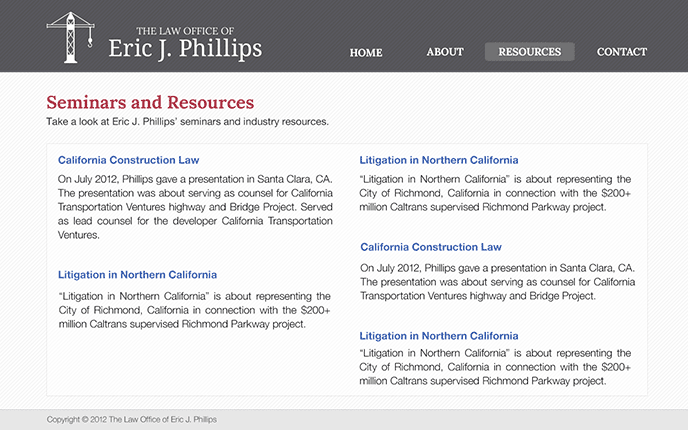 THE LAW OFFICE OF
Eric J. Phillips
HOME ABOUT RESOURCES CONTACT
Seminars and Resources
Take a look at Eric J. Phillips' seminars and industry resources.
California Construction Law
On July 2012, Phillips gave a presentation in Santa Clara, CA.
The presentation was about serving as counsel for California
Transportation Ventures highway and Bridge Project. Served
as lead counsel for the developer California Transportation
Ventures.
Litigation in Northern California
“Litigation in Northern California” is about representing the
City of Richmond, California in connection with the $200+
million Caltrans supervised Richmond Parkway project.
Litigation in Northern California
“Litigation in Northern California” is about representing the
City of Richmond, California in connection with the $200+
million Caltrans supervised Richmond Parkway project.
California Construction Law
On July 2012, Phillips gave a presentation in Santa Clara, CA.
The presentation was about serving as counsel for California
Transportation Ventures highway and Bridge Project.
Litigation in Northern California
“Litigation in Northern California” is about representing the
City of Richmond, California in connection with the $200+
million Caltrans supervised Richmond Parkway project.
Copyright © 2012 The Law Office of Eric J. Phillips